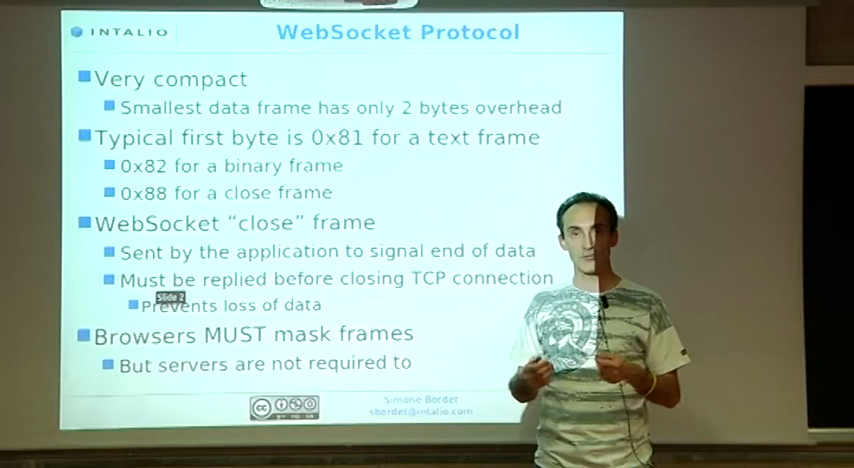 INTALIO
WebSocket Protocol
Very compact
Smallest data frame has only 2 bytes overhead
Typical first byte is 0x81 for a text frame
0x82 for a binary frame
0x88 for a close frame
WebSocket “close” frame
Sent by the application to signal end of data
Must be replied before closing TCP connection
Slide 2
Prevents loss of data
Browsers MUST mask frames
But servers are not required to
cc
Simone Bordet
sbordet@intalio.com